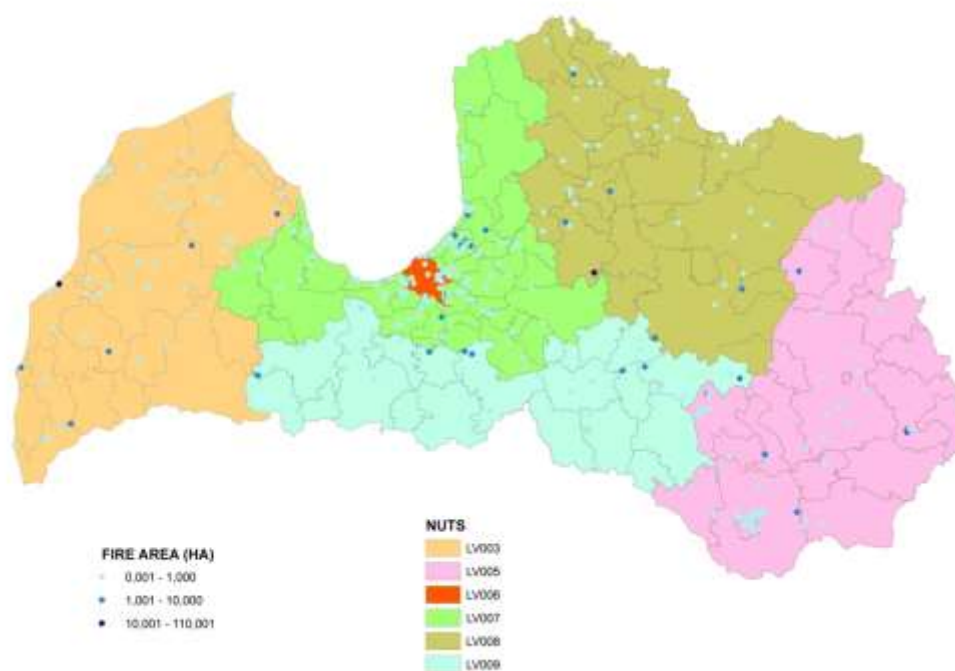 FIRE AREA (HA)
0,001 - 1,000
1,001 - 10,000
10,001 - 110,001
NUTS
LV003
LV005
LV006
LV007
LV008
LV009